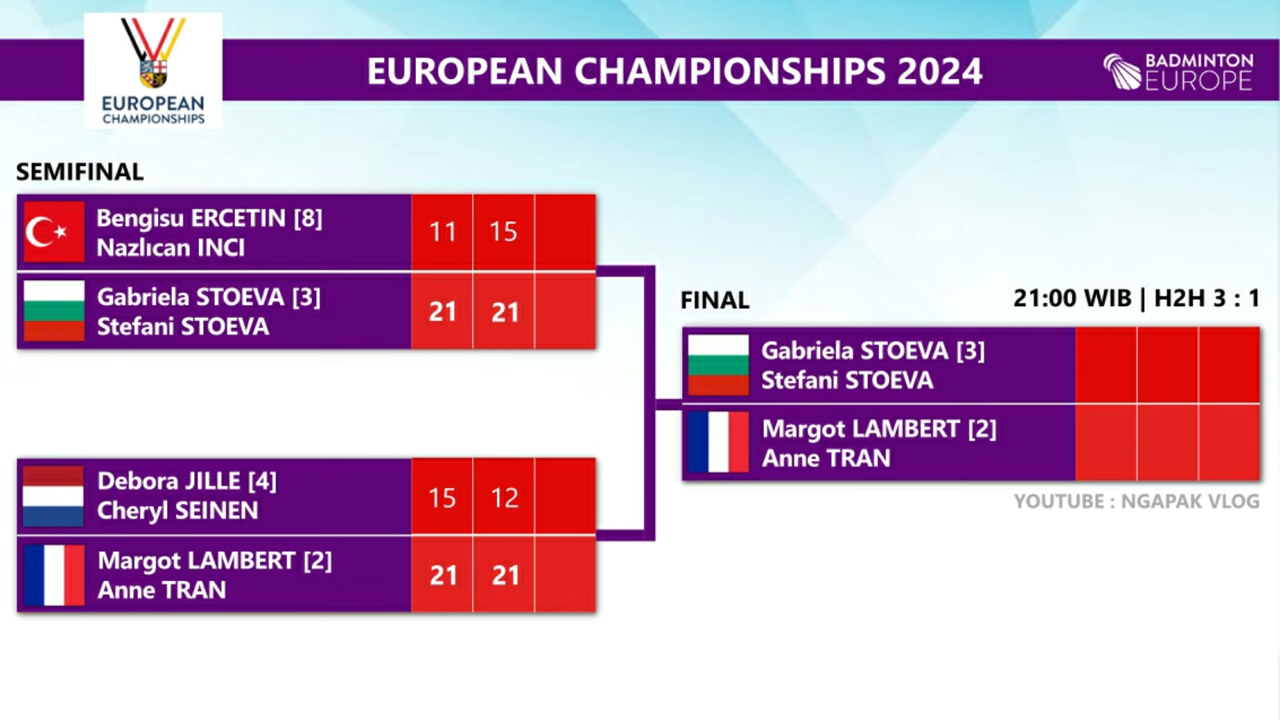 EUROPEAN CHAMPIONSHIPS 2024
EUROPEAN
CHAMPIONSHIPS
BADMINTON
EUROPE
SEMIFINAL
Bengisu ERCETIN [8] 11 15
Nazlıcan INCI
Gabriela STOEVA [3] 21 21
Stefani STOEVA
Debora JILLE [4] 15 12
Cheryl SEINEN
Margot LAMBERT [2] 21 21
Anne TRAN
FINAL 21:00 WIB | H2H 3 : 1
Gabriela STOEVA [3]
Stefani STOEVA
Margot LAMBERT [2]
Anne TRAN
YOUTUBE : NGAPAK VLOG